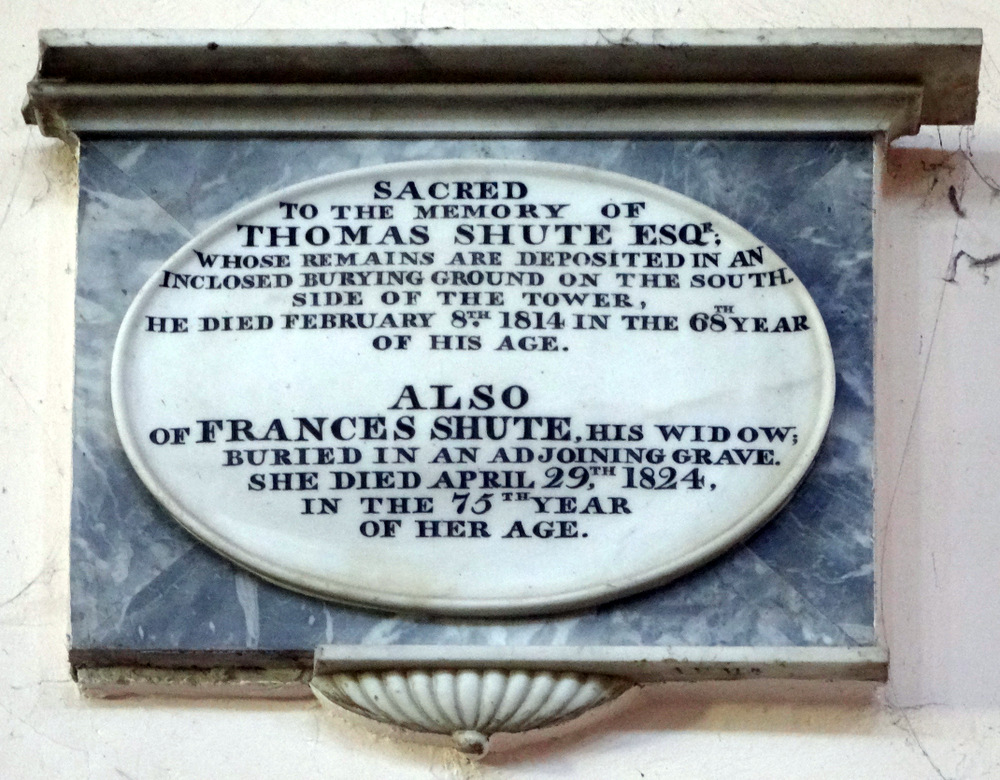 SACRED
TO THE MEMORY OF
THOMAS SHUTE ESQR;
WHOSE REMAINS ARE DEPOSITED IN AN
INCLOSED BURYING GROUND ON THE SOUTH.
SIDE OF THE TOWER,
HE DIED FEBRUARY 8TH. 1814 IN THE 68TH YEAR
OF HIS AGE.
ALSO
OF FRANCES SHUTE, HIS WIDOW;
BURIED IN AN ADJOINING GRAVE.
SHE DIED APRIL 29,TH 1824,
IN THE 75TH YEAR
OF HER AGE.